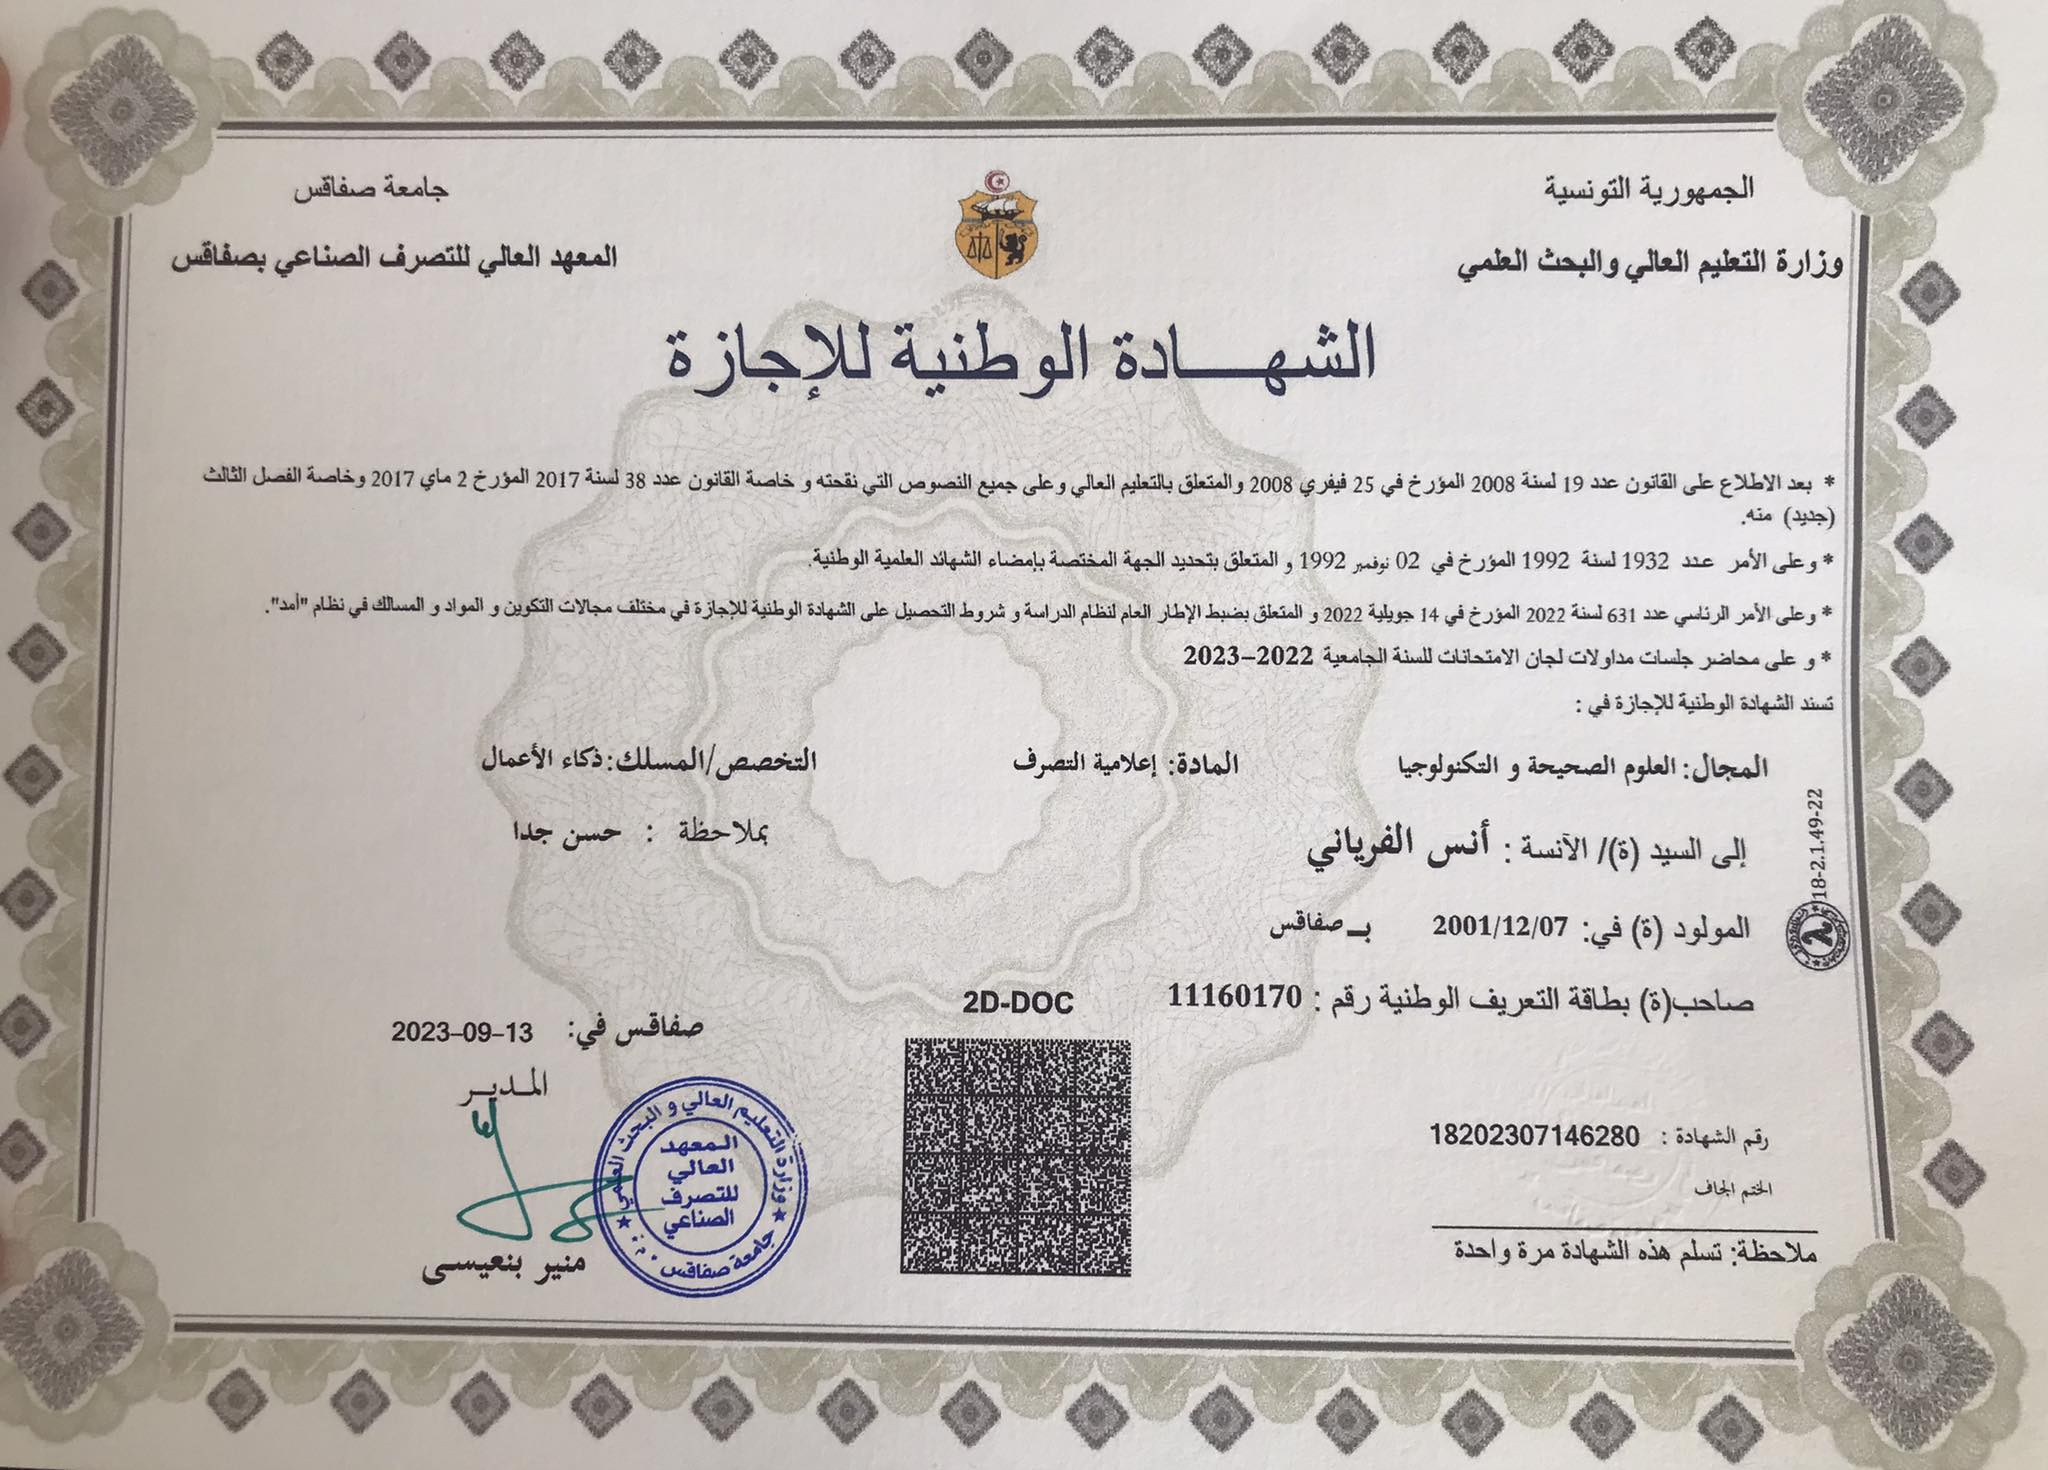 الجمهورية التونسية
وزارة التعليم العالي والبحث العلمي
جامعة صفاقس
المعهد العالي للتصرف الصناعي بصفاقس
الشهـــــادة الوطنية للإجازة
* بعد الاطلاع على القانون عدد 19 لسنة 2008 المؤرخ في 25 فيفري 2008 والمتعلق بالتعليم العالي وعلى جميع النصوص التي نقحته و خاصة القانون عدد 38 لسنة 2017 المؤرخ 2 ماي 2017 وخاصة الفصل الثالث
(جديد) منه.
* وعلى الأمر عدد 1932 لسنة 1992 المؤرخ في 02 نوفمبر 1992 و المتعلق بتحديد الجهة المختصة بإمضاء الشهائد العلمية الوطنية.
* وعلى الأمر الرئاسي عدد 631 لسنة 2022 المؤرخ في 14 جويلية 2022 و المتعلق بضبط الإطار العام لنظام الدراسة و شروط التحصيل على الشهادة الوطنية للإجازة في مختلف مجالات التكوين و المواد و المسالك في نظام "أمد".
* و على محاضر جلسات مداولات لجان الامتحانات للسنة الجامعية 2022-2023
تسند الشهادة الوطنية للإجازة في :
المجال: العلوم الصحيحة و التكنولوجيا المادة: إعلامية التصرف التخصص/المسلك: ذكاء الأعمال
إلى السيد (ة)/ الآنسة : أنس الفرياني بملاحظة : حسن جدا
المولود (ة) في: 2001/12/07 بـ صفاقس
صاحب(ة) بطاقة التعريف الوطنية رقم : 11160170
18-2.1.49-22
2D-DOC
صفاقس في: 2023-09-13
المديـر
وزارة التعليم العالي و البحث العلمي
المعهد
العالي
للتصرف
الصناعي
جامعة صفاقس
منير بنعيسى
رقم الشهادة : 18202307146280
الختم الجاف
ملاحظة: تسلم هذه الشهادة مرة واحدة